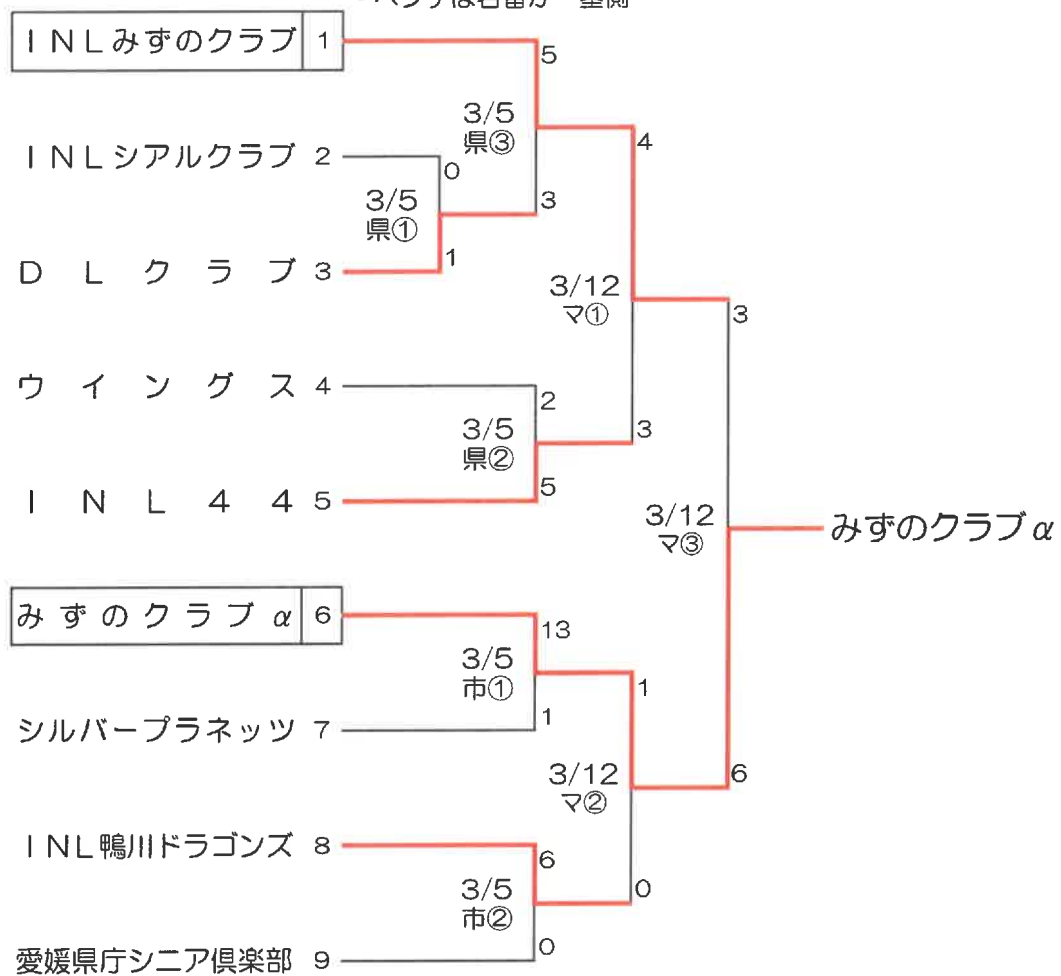 INLみずのクラブ 1
5
3/5
県③
4
INLシアルクラブ 2
0
3/5
県①
3
DLクラブ 3
1
3/12
マ①
3
ウイングス 4
2
3/5
県②
3
INL44 5
5
3/12
マ③
みずのクラブα
みずのクラブα 6
13
3/5
市①
1
シルバープラネッツ 7
1
3/12
マ②
6
INL鴨川ドラゴンズ 8
6
3/5
市②
0
愛媛県庁シニア倶楽部 9
0